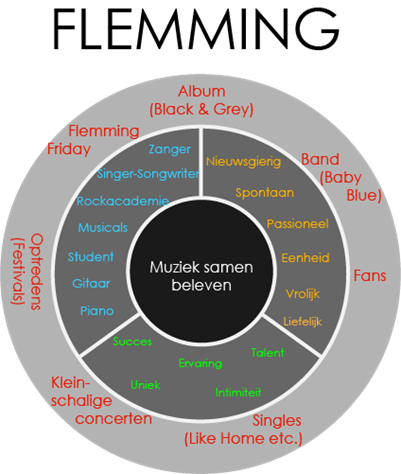 FLEMMING
Album
(Black & Grey)
Flemming
Friday
Band
(Baby
Blue)
Fans
Singles
(Like Home etc.)
Klein-
schalige
concerten
Optredens
(Festivals)
Zanger
Singer-Songwriter
Rockacademie
Musicals
Student
Gitaar
Piano
Nieuwsgierig
Spontaan
Passioneel
Eenheid
Vrolijk
Liefelijk
Succes
Ervaring
Talent
Uniek
Intimiteit
Muziek samen
beleven